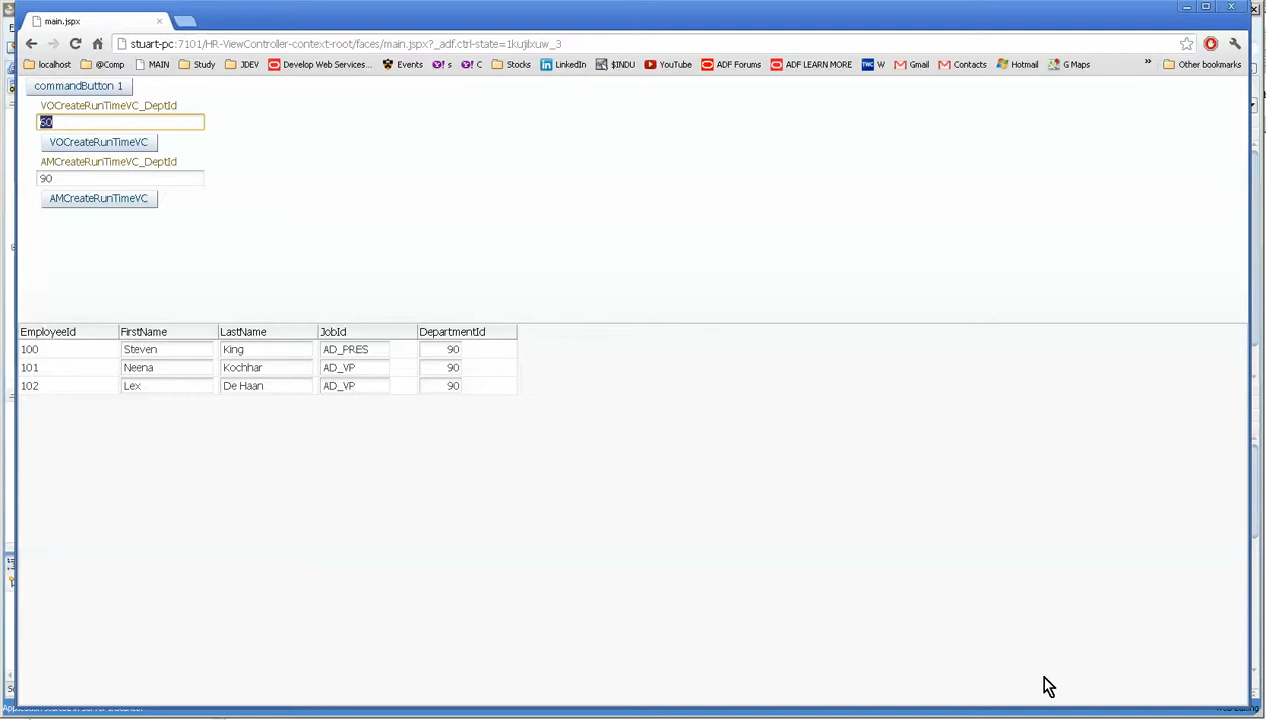 main.jspx
stuart-pc:7101/HR-ViewController-context-root/faces/main.jspx?_adf.ctrl-state=1kujilxuw_3
localhost @Comp MAIN Study JDEV Develop Web Services... Events Y! s Y! C Stocks LinkedIn $INDU YouTube ADF Forums ADF LEARN MORE TWC W Gmail Contacts Hotmail G Maps » Other bookmarks
commandButton 1
VOCreateRunTimeVC_DeptId
60
VOCreateRunTimeVC
AMCreateRunTimeVC_DeptId
90
AMCreateRunTimeVC
EmployeeId FirstName LastName JobId DepartmentId
100 Steven King AD_PRES 90
101 Neena Kochhar AD_VP 90
102 Lex De Haan AD_VP 90